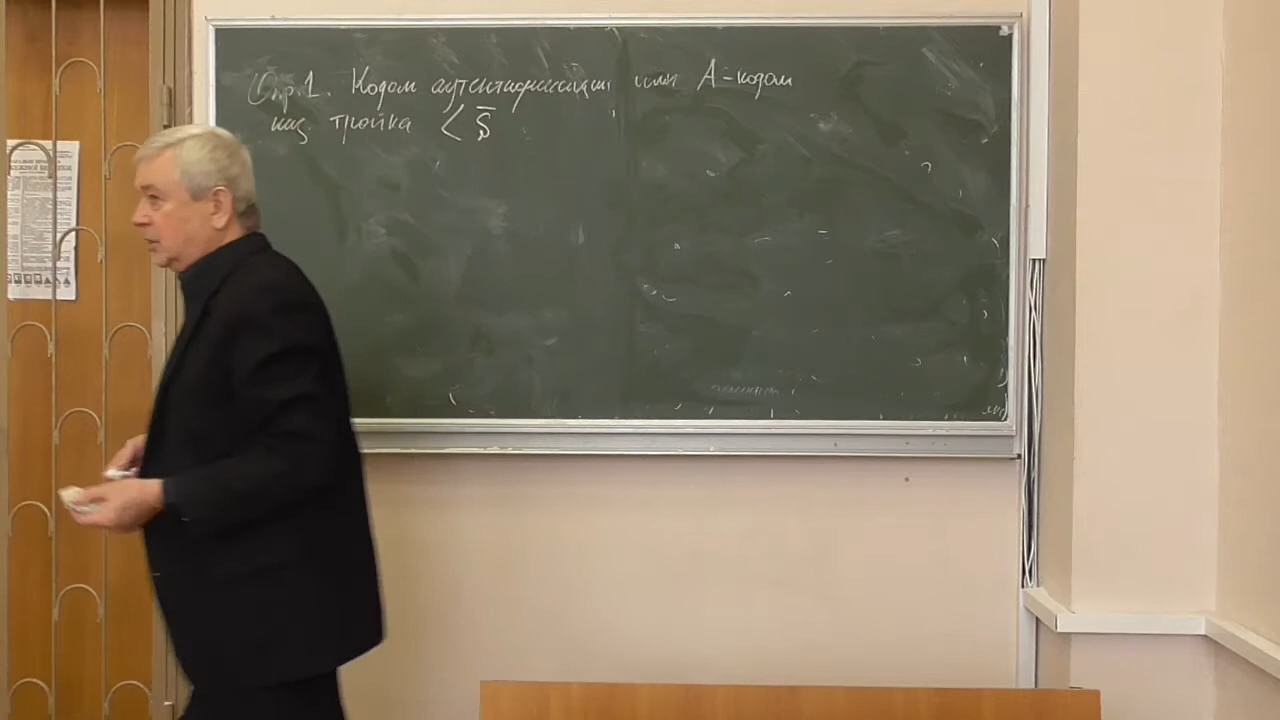 Опр 1. Кодом аутентификации или А-кодом
наз. тройка < S̄